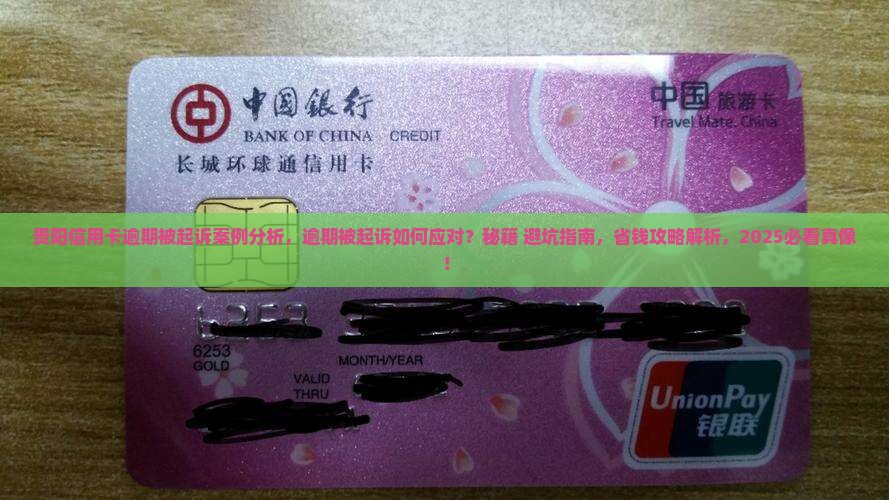 中国银行
BANK OF CHINA CREDIT
长城环球通信用卡
中国旅游卡
Travel Mate. China
贵阳信用卡逾期被起诉案例分析,逾期被起诉如何应对?秘籍 避坑指南,省钱攻略解析,2025必看真像
!
6253
6253
GOLD
MONTH/YEAR
VALID
THRU
UnionPay
银联